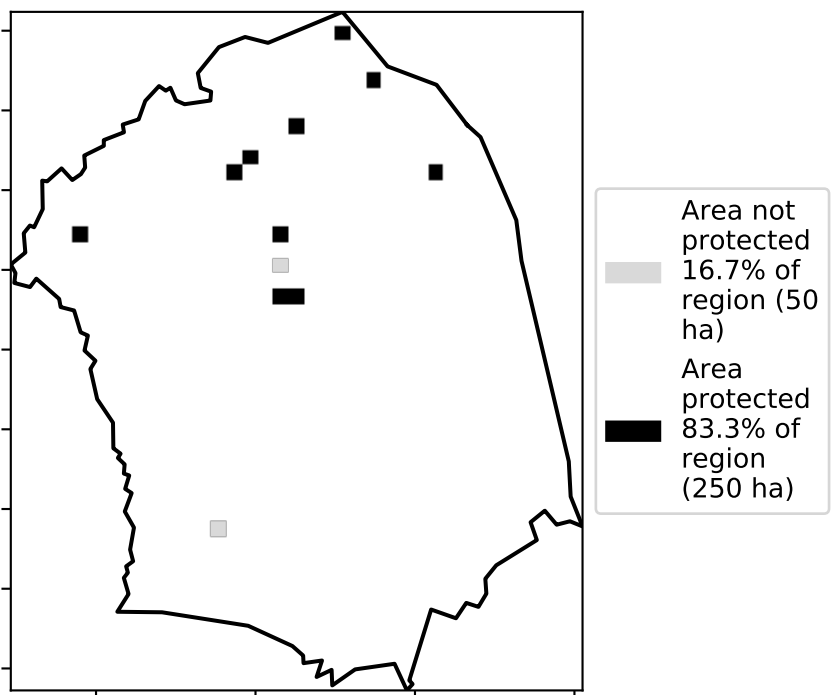 Area not
protected
16.7% of
region (50
ha)
Area
protected
83.3% of
region
(250 ha)